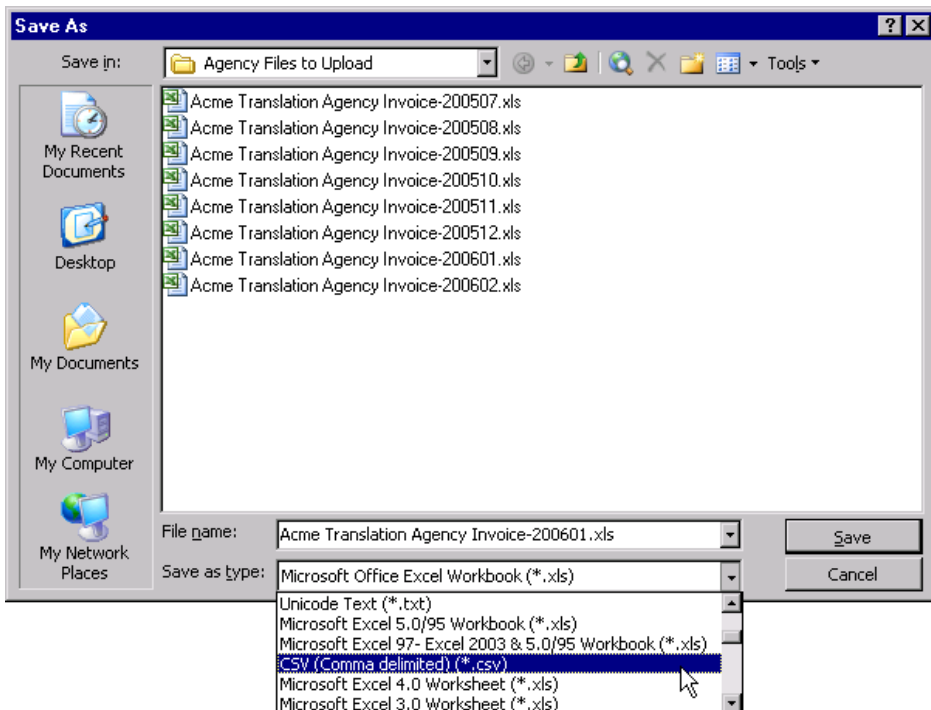 Save As
Save in:
Agency Files to Upload
Tools
My Recent
Documents
Desktop
My Documents
My Computer
My Network
Places
Acme Translation Agency Invoice-200507.xls
Acme Translation Agency Invoice-200508.xls
Acme Translation Agency Invoice-200509.xls
Acme Translation Agency Invoice-200510.xls
Acme Translation Agency Invoice-200511.xls
Acme Translation Agency Invoice-200512.xls
Acme Translation Agency Invoice-200601.xls
Acme Translation Agency Invoice-200602.xls
File name:
Acme Translation Agency Invoice-200601.xls
Save
Save as type:
Microsoft Office Excel Workbook (*.xls)
Cancel
Unicode Text (*.txt)
Microsoft Excel 5.0/95 Workbook (*.xls)
Microsoft Excel 97- Excel 2003 & 5.0/95 Workbook (*.xls)
CSV (Comma delimited) (*.csv)
Microsoft Excel 4.0 Worksheet (*.xls)
Microsoft Excel 3.0 Worksheet (*.xls)